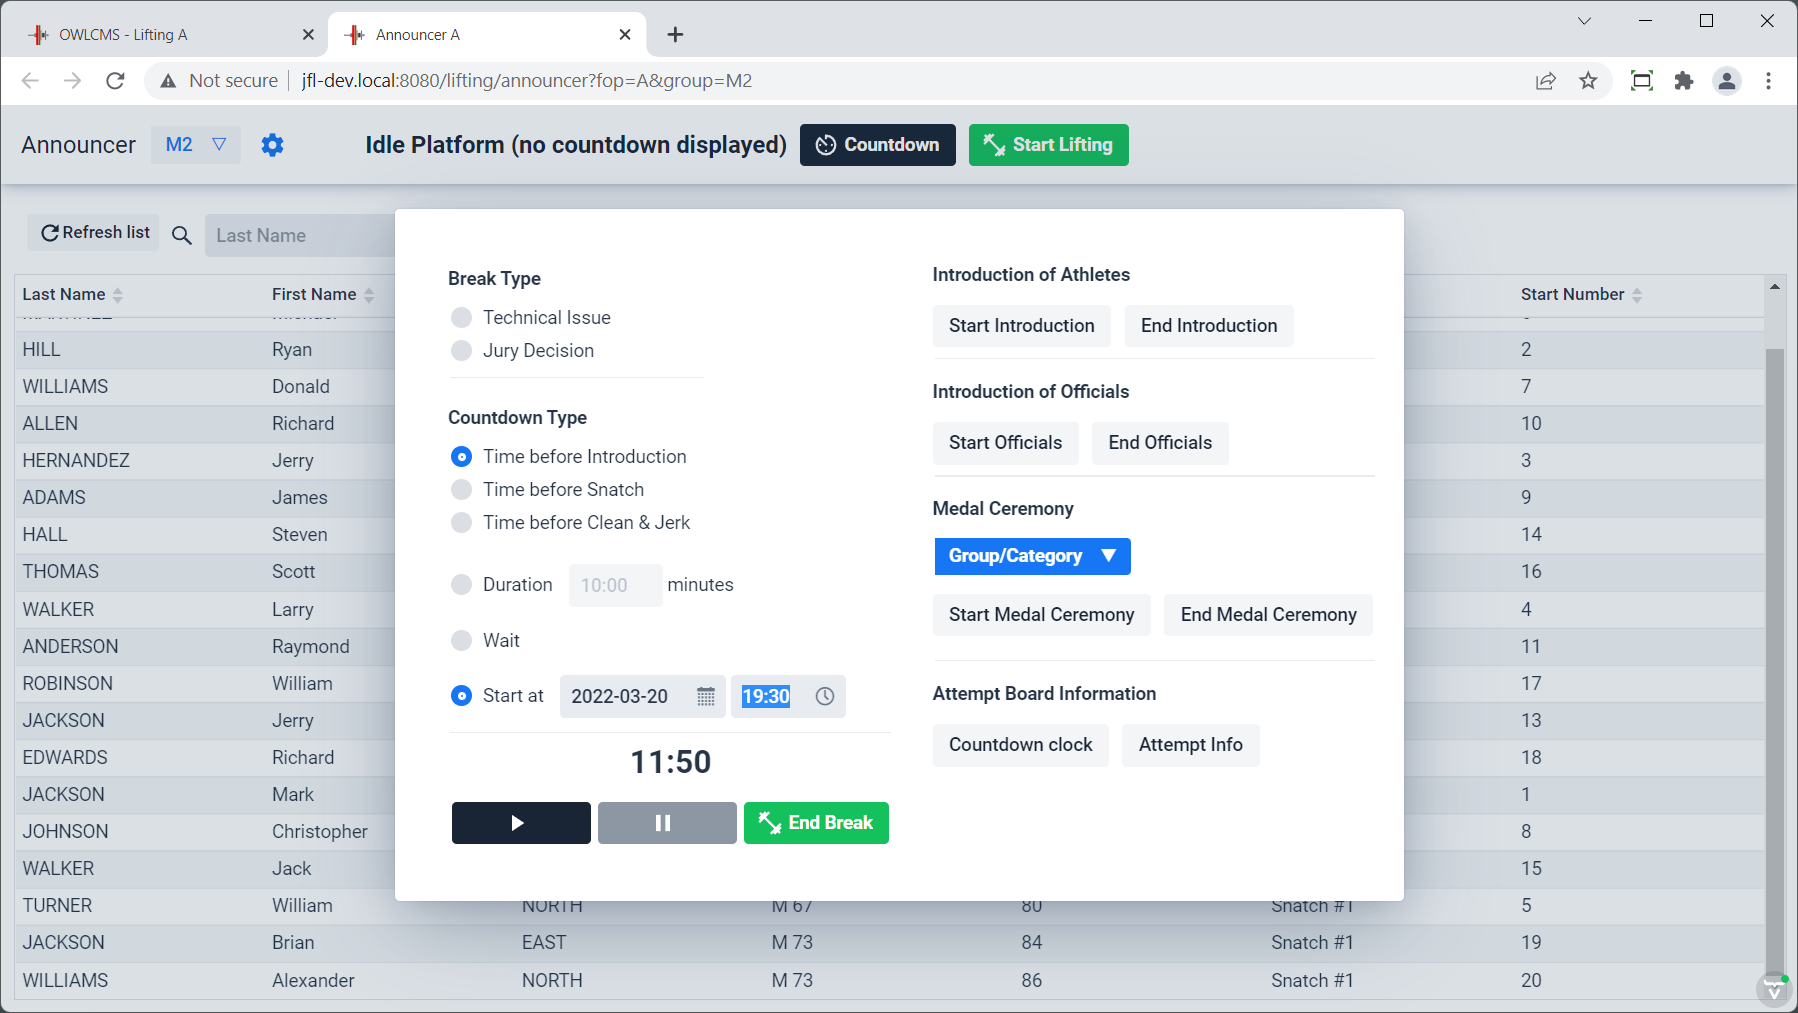 OWLCMS - Lifting A
Announcer A
Not secure
jfl-dev.local:8080/lifting/announcer?fop=A&group=M2
Announcer
M2
Idle Platform (no countdown displayed)
Countdown
Start Lifting
Refresh list
Last Name
Last Name
First Name
Start Number
HILL Ryan 2
WILLIAMS Donald 7
ALLEN Richard 10
HERNANDEZ Jerry 3
ADAMS James 9
HALL Steven 14
THOMAS Scott 16
WALKER Larry 4
ANDERSON Raymond 11
ROBINSON William 17
JACKSON Jerry 13
EDWARDS Richard 18
JACKSON Mark 1
JOHNSON Christopher 8
WALKER Jack 15
TURNER William NORTH M 67 80 Snatch #1 5
JACKSON Brian EAST M 73 84 Snatch #1 19
WILLIAMS Alexander NORTH M 73 86 Snatch #1 20
Break Type
Technical Issue
Jury Decision
Countdown Type
Time before Introduction
Time before Snatch
Time before Clean & Jerk
Duration 10:00 minutes
Wait
Start at 2022-03-20 19:30
11:50
End Break
Introduction of Athletes
Start Introduction End Introduction
Introduction of Officials
Start Officials End Officials
Medal Ceremony
Group/Category
Start Medal Ceremony End Medal Ceremony
Attempt Board Information
Countdown clock Attempt Info